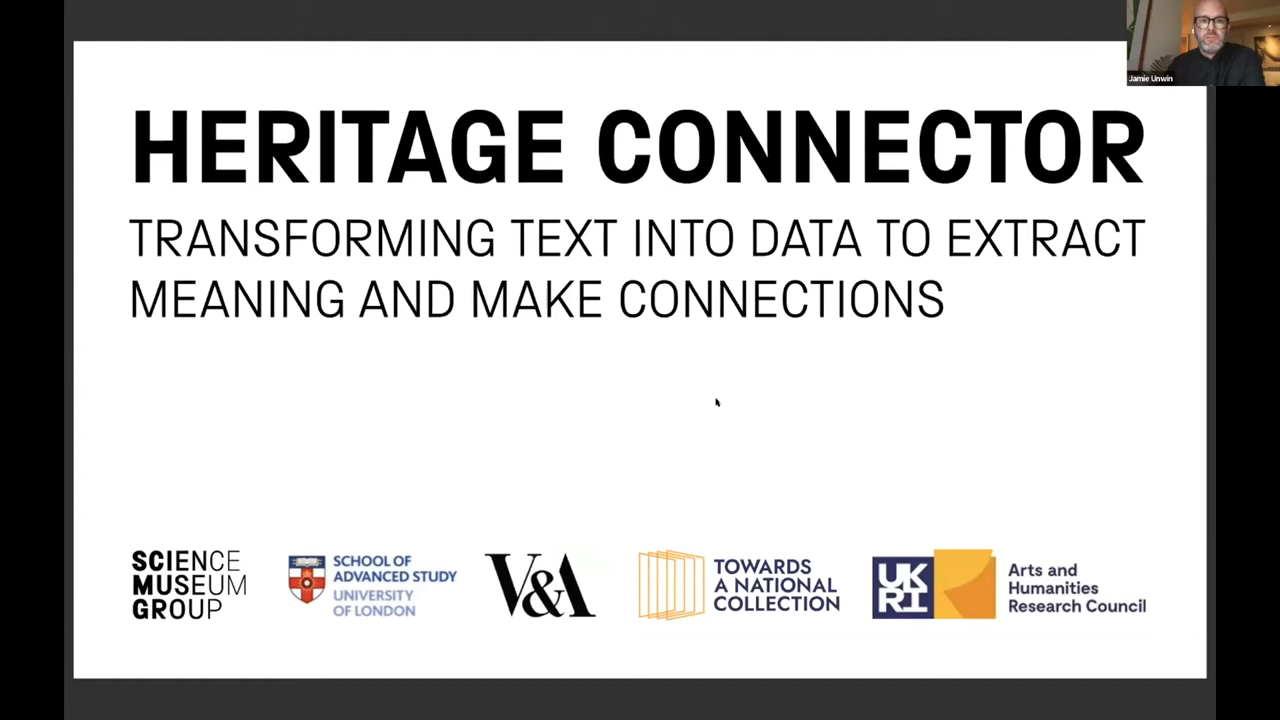 Jamie Unwin
HERITAGE CONNECTOR
TRANSFORMING TEXT INTO DATA TO EXTRACT
MEANING AND MAKE CONNECTIONS
SCIENCE
MUSEUM
GROUP
SCHOOL OF
ADVANCED STUDY
UNIVERSITY
OF LONDON
V&A
TOWARDS
A NATIONAL
COLLECTION
UK
RI
Arts and
Humanities
Research Council